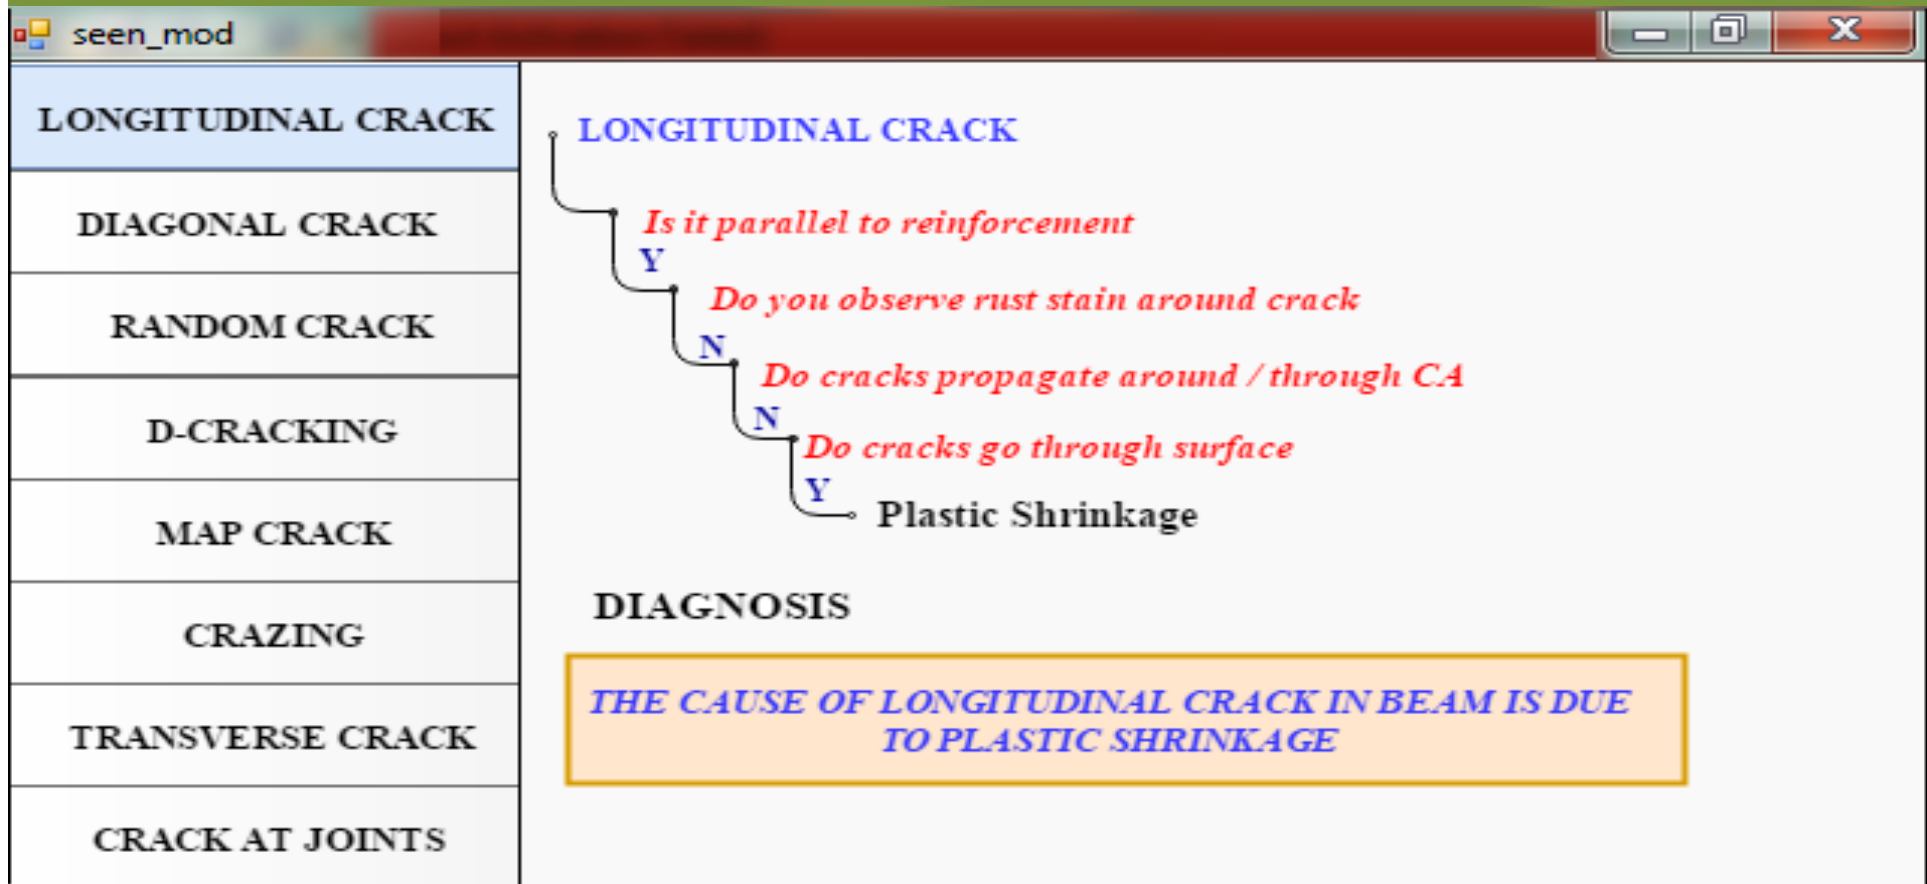 seen_mod
LONGITUDINAL CRACK
DIAGONAL CRACK
RANDOM CRACK
D-CRACKING
MAP CRACK
CRAZING
TRANSVERSE CRACK
CRACK AT JOINTS
LONGITUDINAL CRACK
Is it parallel to reinforcement
Y
Do you observe rust stain around crack
N
Do cracks propagate around / through CA
N
Do cracks go through surface
Y
Plastic Shrinkage
DIAGNOSIS
THE CAUSE OF LONGITUDINAL CRACK IN BEAM IS DUE
TO PLASTIC SHRINKAGE